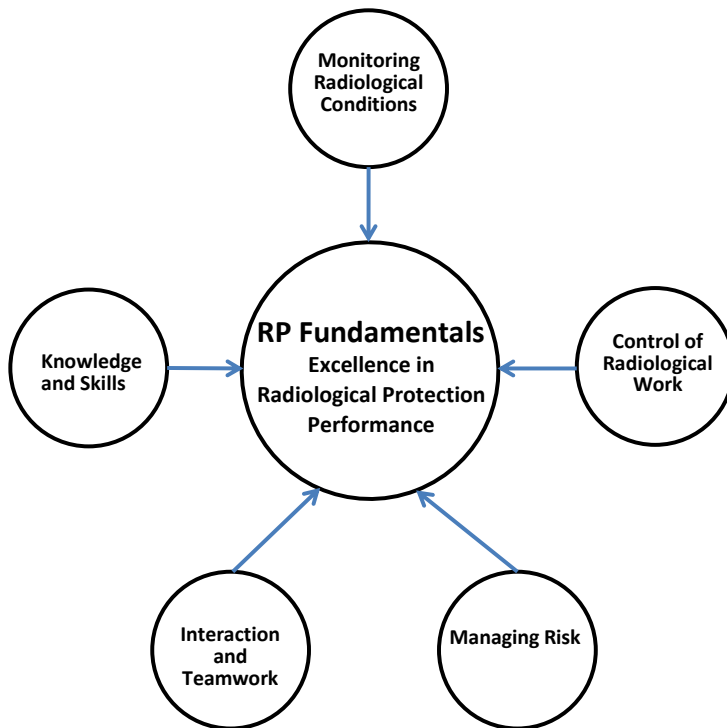 Monitoring
Radiological
Conditions
RP Fundamentals
Excellence in
Radiological Protection
Performance
Knowledge
and Skills
Control of
Radiological
Work
Interaction
and
Teamwork
Managing Risk